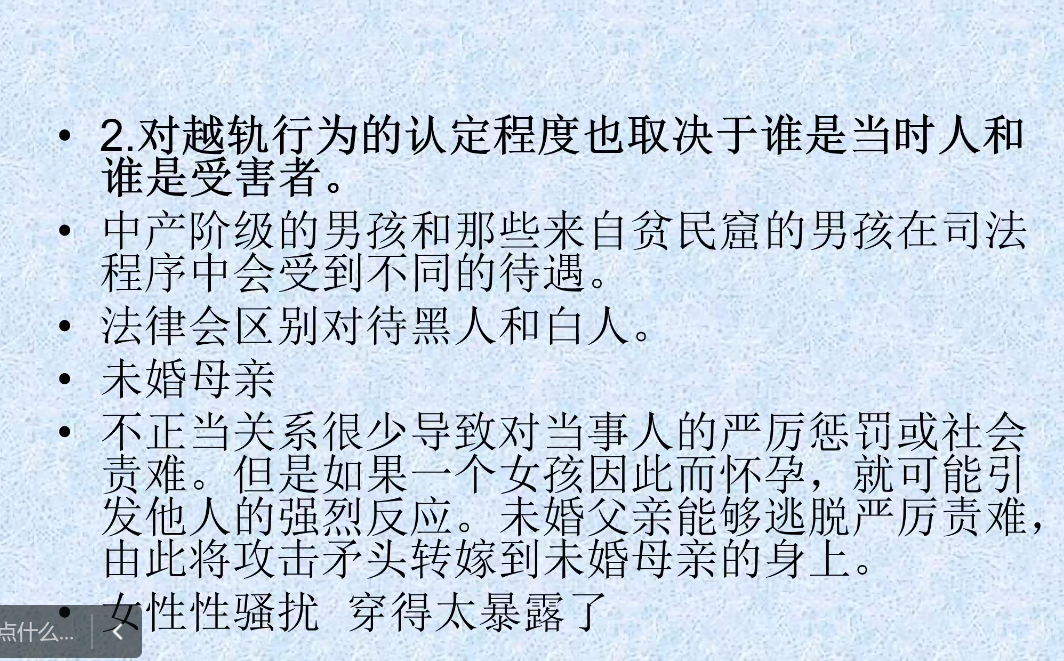 • 2.对越轨行为的认定程度也取决于谁是当时人和
谁是受害者。
• 中产阶级的男孩和那些来自贫民窟的男孩在司法
程序中会受到不同的待遇。
• 法律会区别对待黑人和白人。
• 未婚母亲
• 不正当关系很少导致对当事人的严厉惩罚或社会
责难。但是如果一个女孩因此而怀孕，就可能引
发他人的强烈反应。未婚父亲能够逃脱严厉责难，
由此将攻击矛头转嫁到未婚母亲的身上。
• 女性性骚扰 穿得太暴露了
点什么...